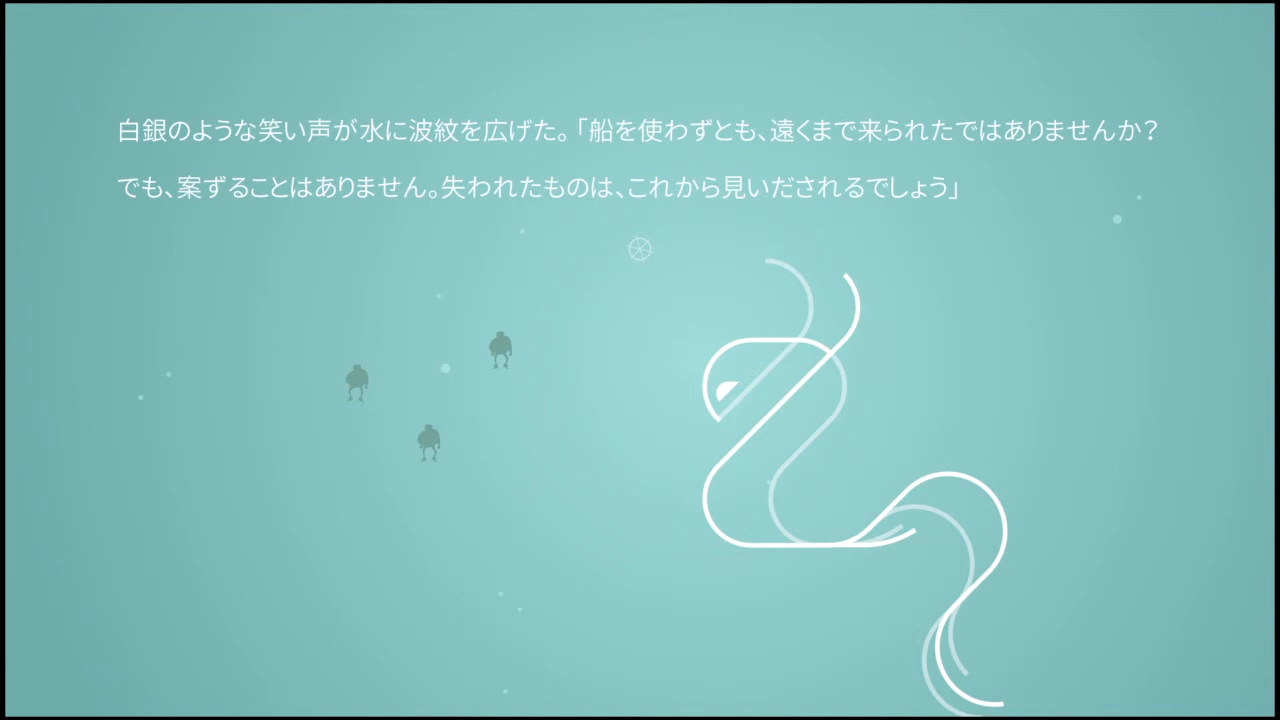 白銀のような笑い声が水に波紋を広げた。「船を使わずとも、遠くまで来られたではありませんか？
でも、案ずることはありません。失われたものは、これから見いだされるでしょう」